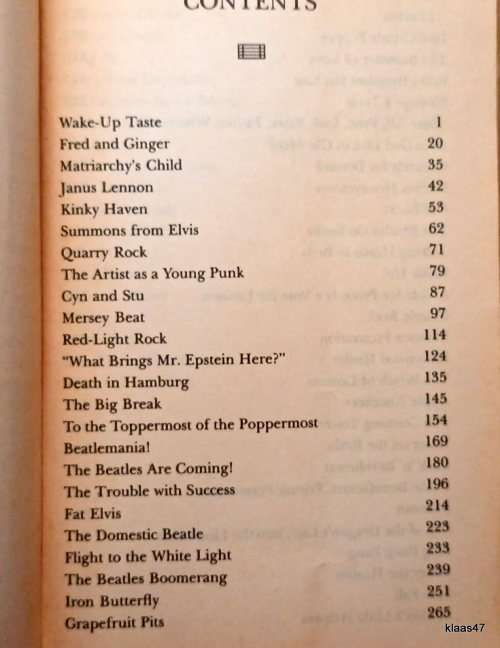 CONTENTS
Wake-Up Taste 1
Fred and Ginger 20
Matriarchy's Child 35
Janus Lennon 42
Kinky Haven 53
Summons from Elvis 62
Quarry Rock 71
The Artist as a Young Punk 79
Cyn and Stu 87
Mersey Beat 97
Red-Light Rock 114
"What Brings Mr. Epstein Here?" 124
Death in Hamburg 135
The Big Break 145
To the Toppermost of the Poppermost 154
Beatlemania! 169
The Beatles Are Coming! 180
The Trouble with Success 196
Fat Elvis 214
The Domestic Beatle 223
Flight to the White Light 233
The Beatles Boomerang 239
Iron Butterfly 251
Grapefruit Pits 265
klaas47